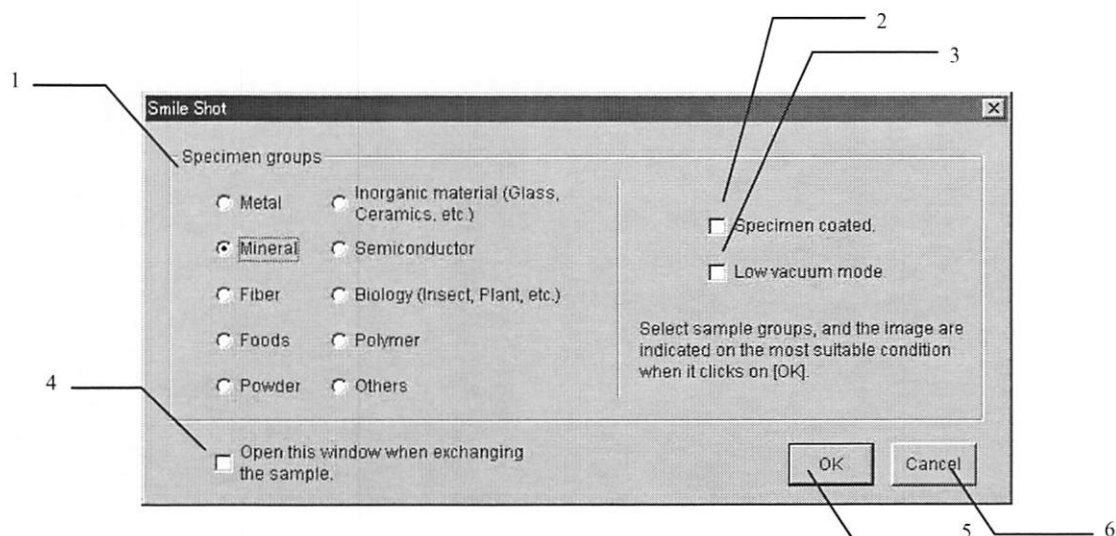 2
3
1
Smile Shot
Specimen groups
Metal
Inorganic material (Glass,
Ceramics, etc.)
Mineral
Semiconductor
Fiber
Biology (Insect, Plant, etc.)
Foods
Polymer
Powder
Others
Specimen coated.
Low vacuum mode
Select sample groups, and the image are
indicated on the most suitable condition
when it clicks on [OK].
4
Open this window when exchanging
the sample.
OK
Cancel
5
6